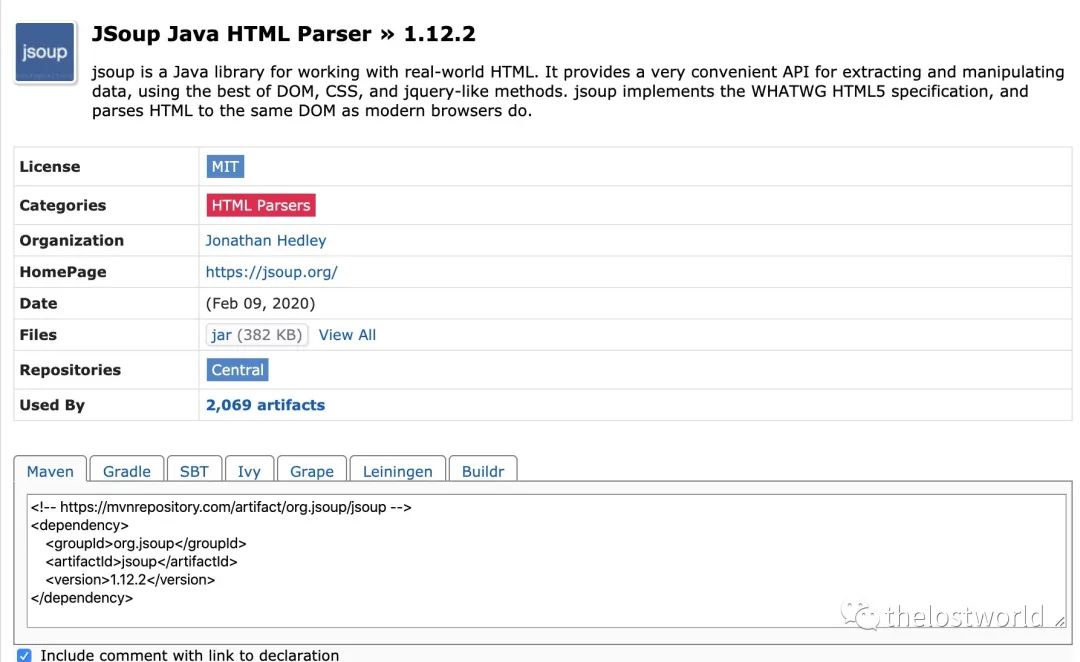 jsoup
JSoup Java HTML Parser » 1.12.2
jsoup is a Java library for working with real-world HTML. It provides a very convenient API for extracting and manipulating
data, using the best of DOM, CSS, and jquery-like methods. jsoup implements the WHATWG HTML5 specification, and
parses HTML to the same DOM as modern browsers do.
License MIT
Categories HTML Parsers
Organization Jonathan Hedley
HomePage https://jsoup.org/
Date (Feb 09, 2020)
Files jar (382 KB) View All
Repositories Central
Used By 2,069 artifacts
Maven Gradle SBT Ivy Grape Leiningen Buildr
<!-- https://mvnrepository.com/artifact/org.jsoup/jsoup -->
<dependency>
    <groupId>org.jsoup</groupId>
    <artifactId>jsoup</artifactId>
    <version>1.12.2</version>
</dependency>
thelostworld
Include comment with link to declaration